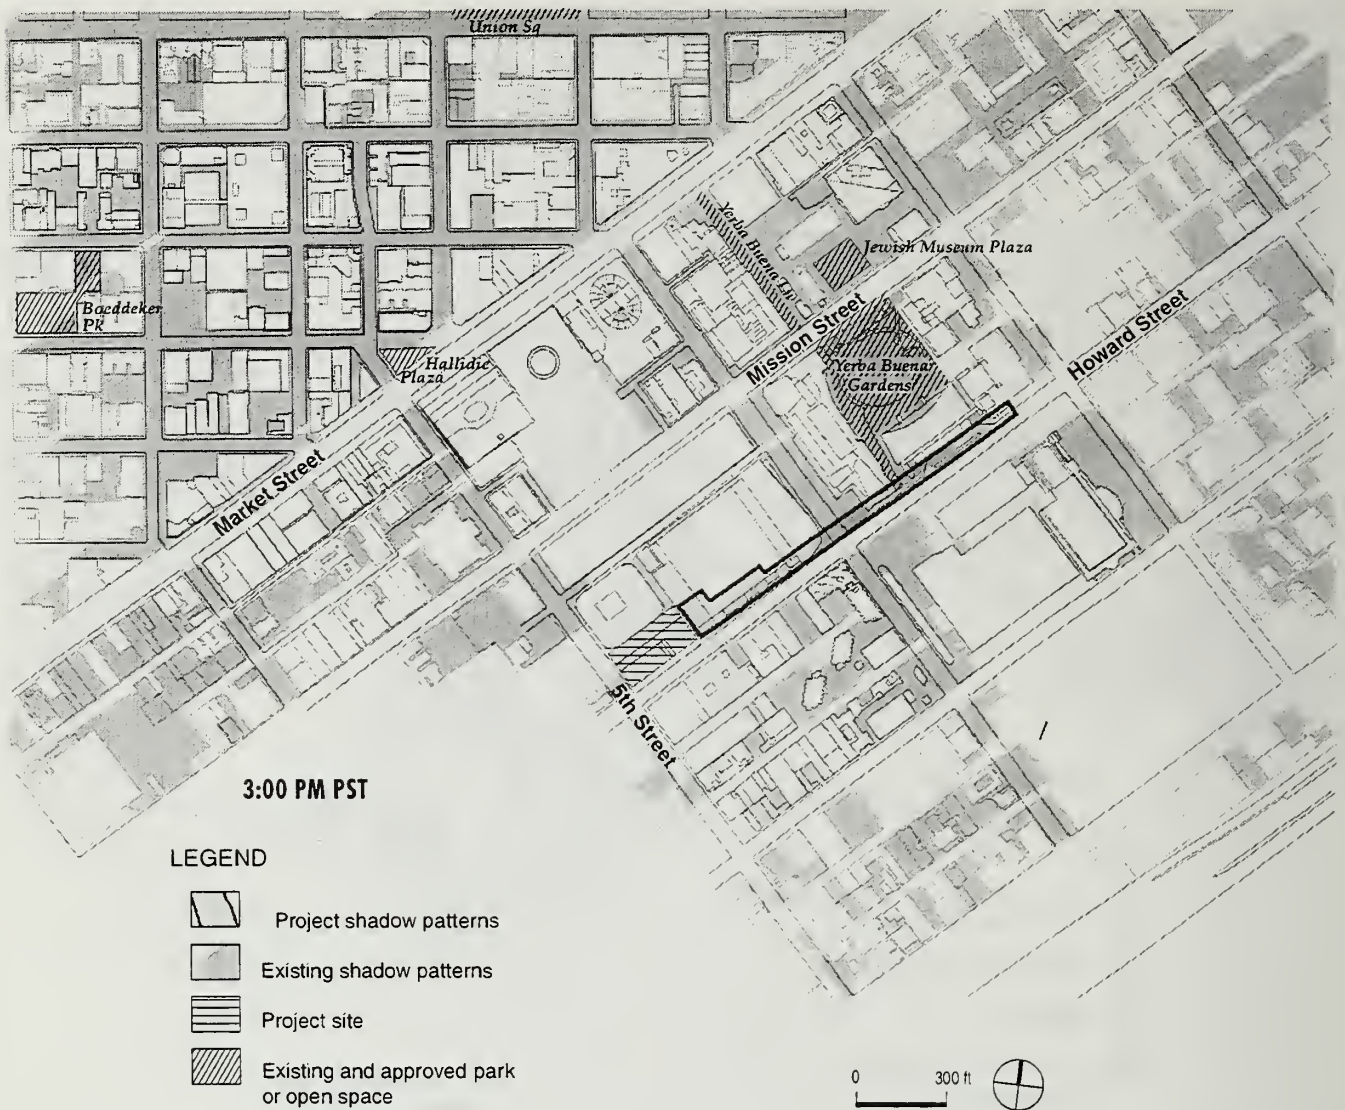 Union Sq
Yerba Buena Ln
Jewish Museum Plaza
Boeddeker
Pk
Hallidie
Plaza
Mission Street
Howard Street
Yerba Buena
Gardens
Market Street
5th Street
3:00 PM PST
LEGEND
Project shadow patterns
Existing shadow patterns
Project site
Existing and approved park
or open space
0 300 ft